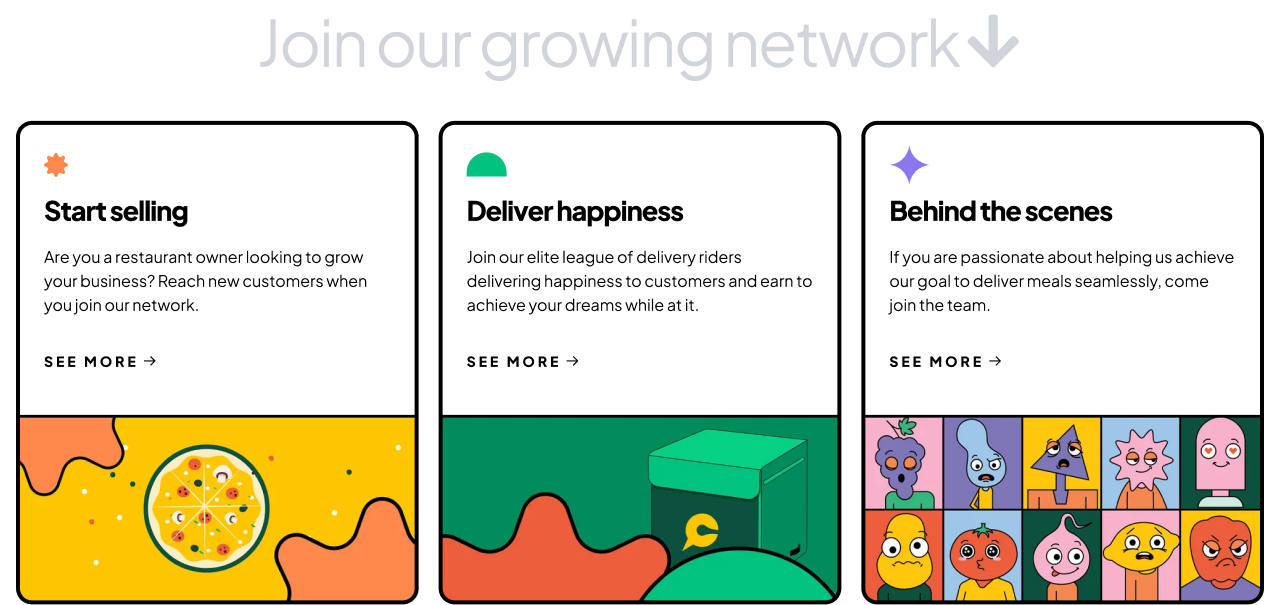 Join our growing network
Start selling
Are you a restaurant owner looking to grow
your business? Reach new customers when
you join our network.
SEE MORE →
Deliver happiness
Join our elite league of delivery riders
delivering happiness to customers and earn to
achieve your dreams while at it.
SEE MORE →
Behind the scenes
If you are passionate about helping us achieve
our goal to deliver meals seamlessly, come
join the team.
SEE MORE →